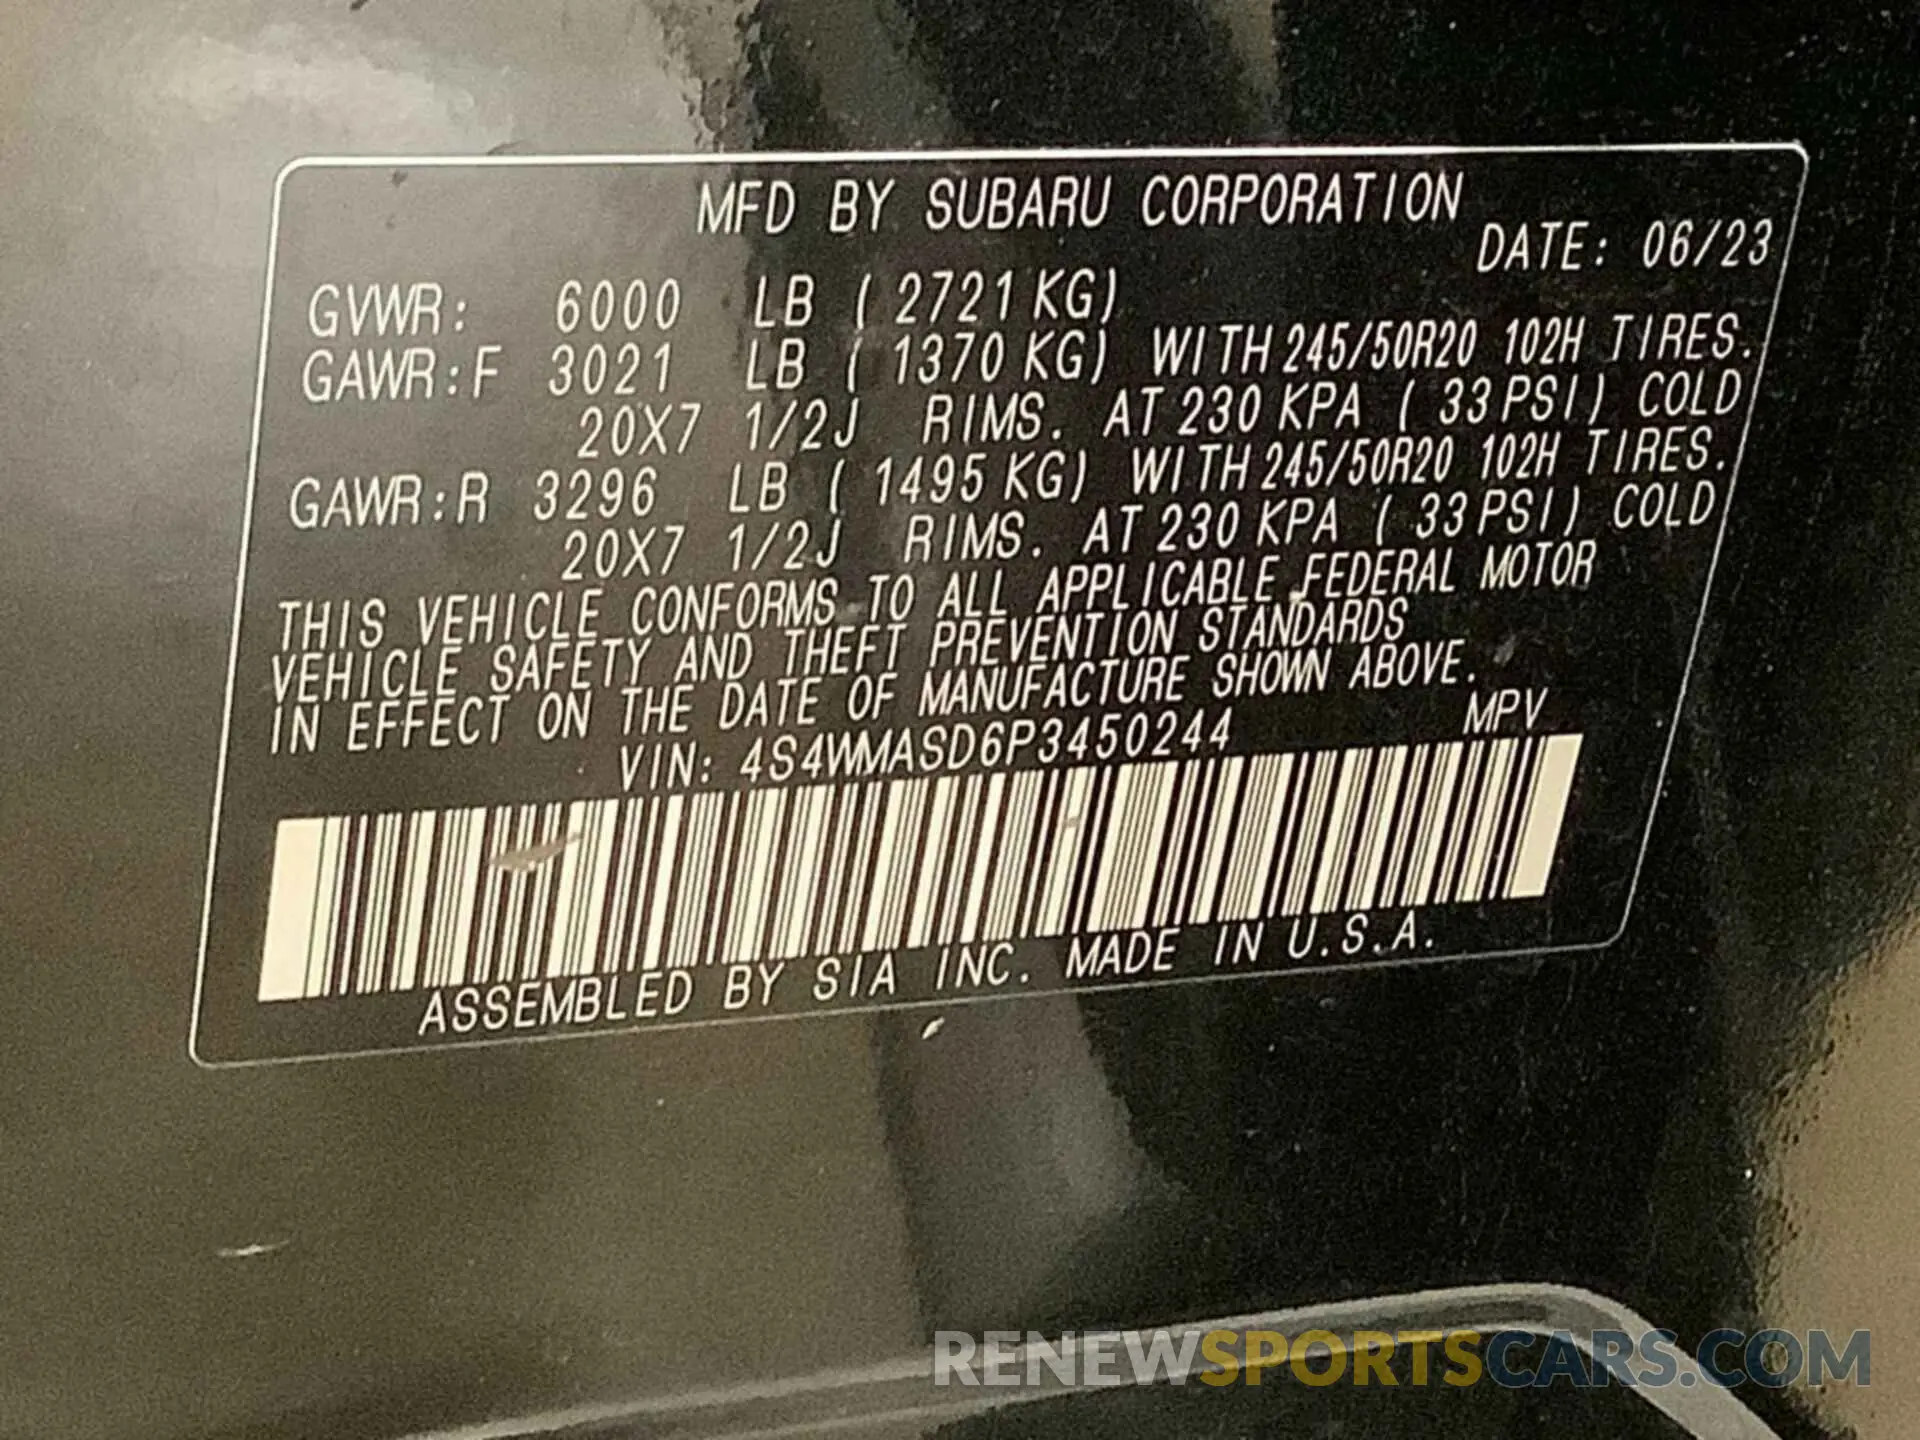 MFD BY SUBARU CORPORATION
DATE: 06/23
GVWR: 6000 LB ( 2721 KG)
GAWR:F 3021 LB ( 1370 KG) WITH 245/50R20 102H TIRES.
20X7 1/2J RIMS. AT 230 KPA ( 33 PSI) COLD
GAWR:R 3296 LB ( 1495 KG) WITH 245/50R20 102H TIRES.
20X7 1/2J RIMS. AT 230 KPA ( 33 PSI) COLD
THIS VEHICLE CONFORMS TO ALL APPLICABLE FEDERAL MOTOR
VEHICLE SAFETY AND THEFT PREVENTION STANDARDS
IN EFFECT ON THE DATE OF MANUFACTURE SHOWN ABOVE.
VIN: 4S4WMASD6P3450244 MPV
ASSEMBLED BY SIA INC. MADE IN U.S.A.
RENEWSPORTSCARS.COM